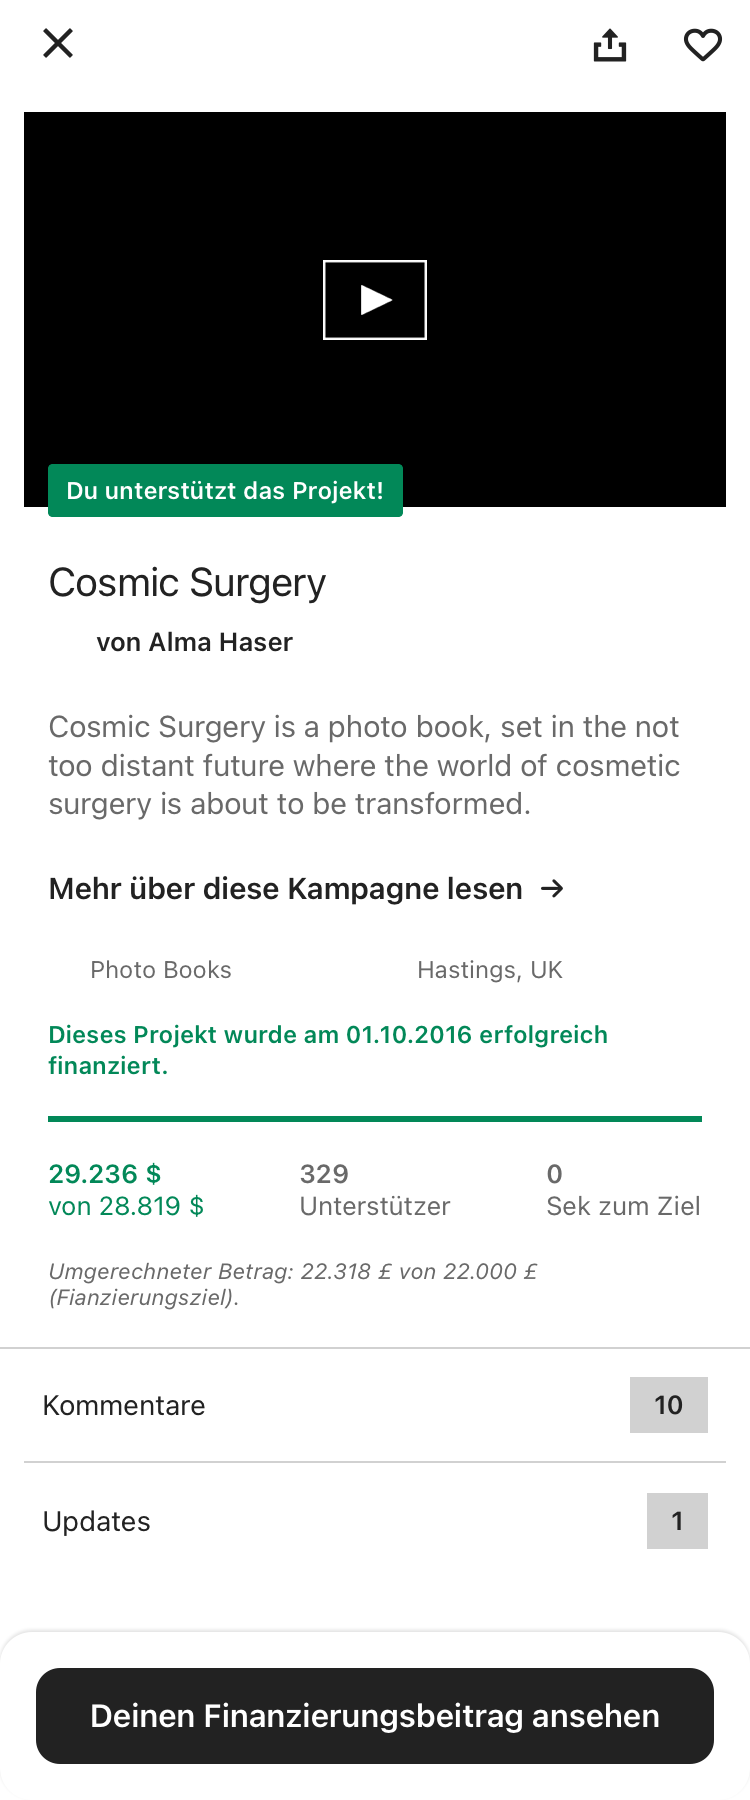 Du unterstützt das Projekt!
Cosmic Surgery
von Alma Haser
Cosmic Surgery is a photo book, set in the not
too distant future where the world of cosmetic
surgery is about to be transformed.
Mehr über diese Kampagne lesen →
Photo Books
Hastings, UK
Dieses Projekt wurde am 01.10.2016 erfolgreich
finanziert.
29.236 $
von 28.819 $
329
Unterstützer
0
Sek zum Ziel
Umgerechneter Betrag: 22.318 £ von 22.000 £
(Fianzierungsziel).
Kommentare
10
Updates
1
Deinen Finanzierungsbeitrag ansehen